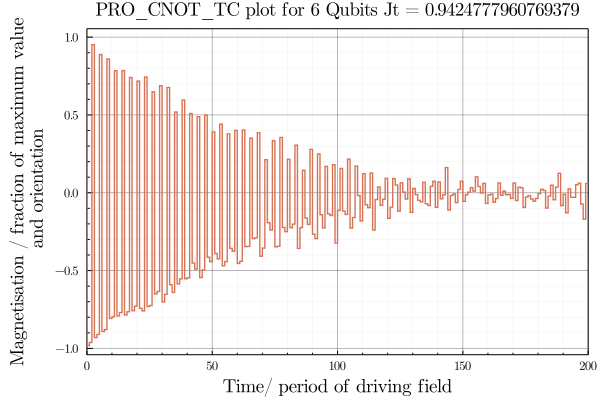 PRO_CNOT_TC plot for 6 Qubits Jt = 0.9424777960769379
Magnetisation / fraction of maximum value
and orientation
1.0
0.5
0.0
−0.5
−1.0
0
50
100
150
200
Time/ period of driving field